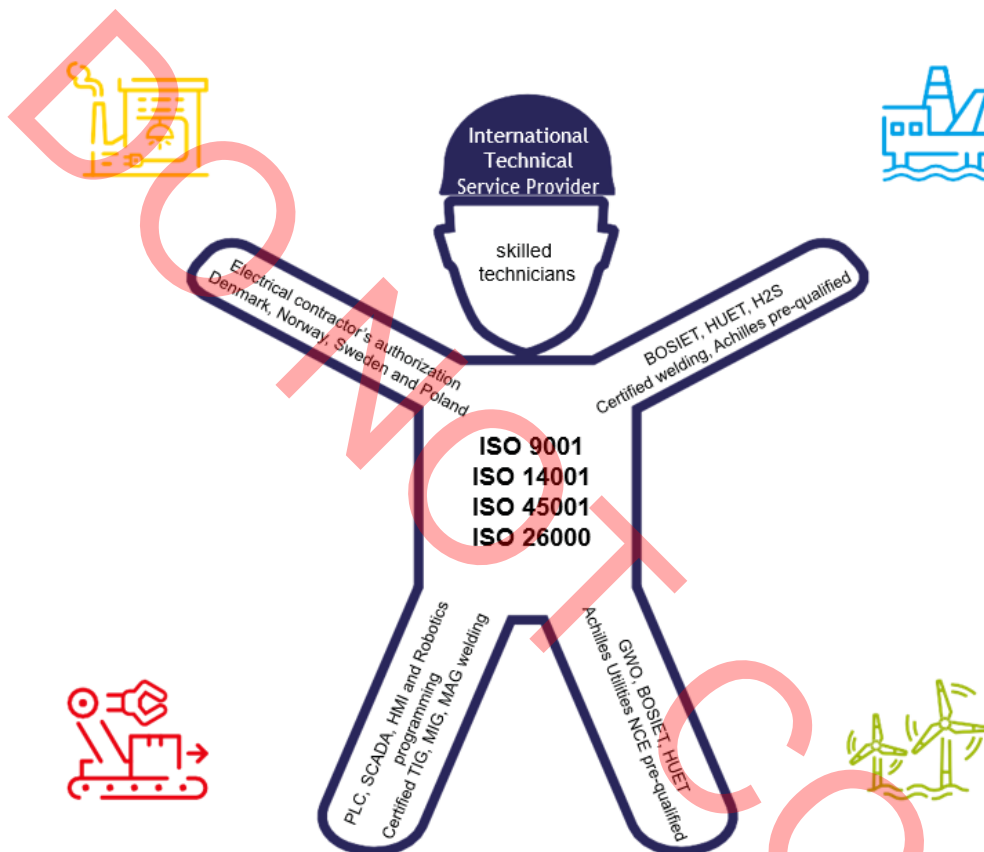 International
Technical
Service Provider
skilled
technicians
Electrical contractor's authorization
Denmark, Norway, Sweden and Poland
BOSIET, HUET, H2S
Certified welding, Achilles pre-qualified
ISO 9001
ISO 14001
ISO 45001
ISO 26000
PLC, SCADA, HMI and Robotics
programming
Certified TIG, MIG, MAG welding
GWO, BOSIET, HUET
Achilles Utilities NCE pre-qualified
DO NOT CO